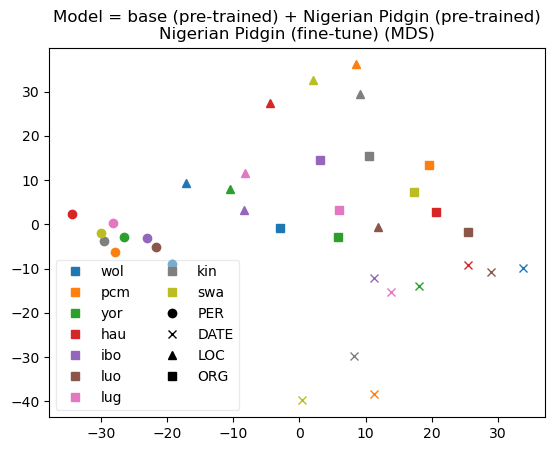 Model = base (pre-trained) + Nigerian Pidgin (pre-trained)
Nigerian Pidgin (fine-tune) (MDS)
30
20
10
0
−10
−20
−30
−40
wol
pcm
yor
hau
ibo
luo
lug
kin
swa
PER
DATE
LOC
ORG
−30
−20
−10
0
10
20
30